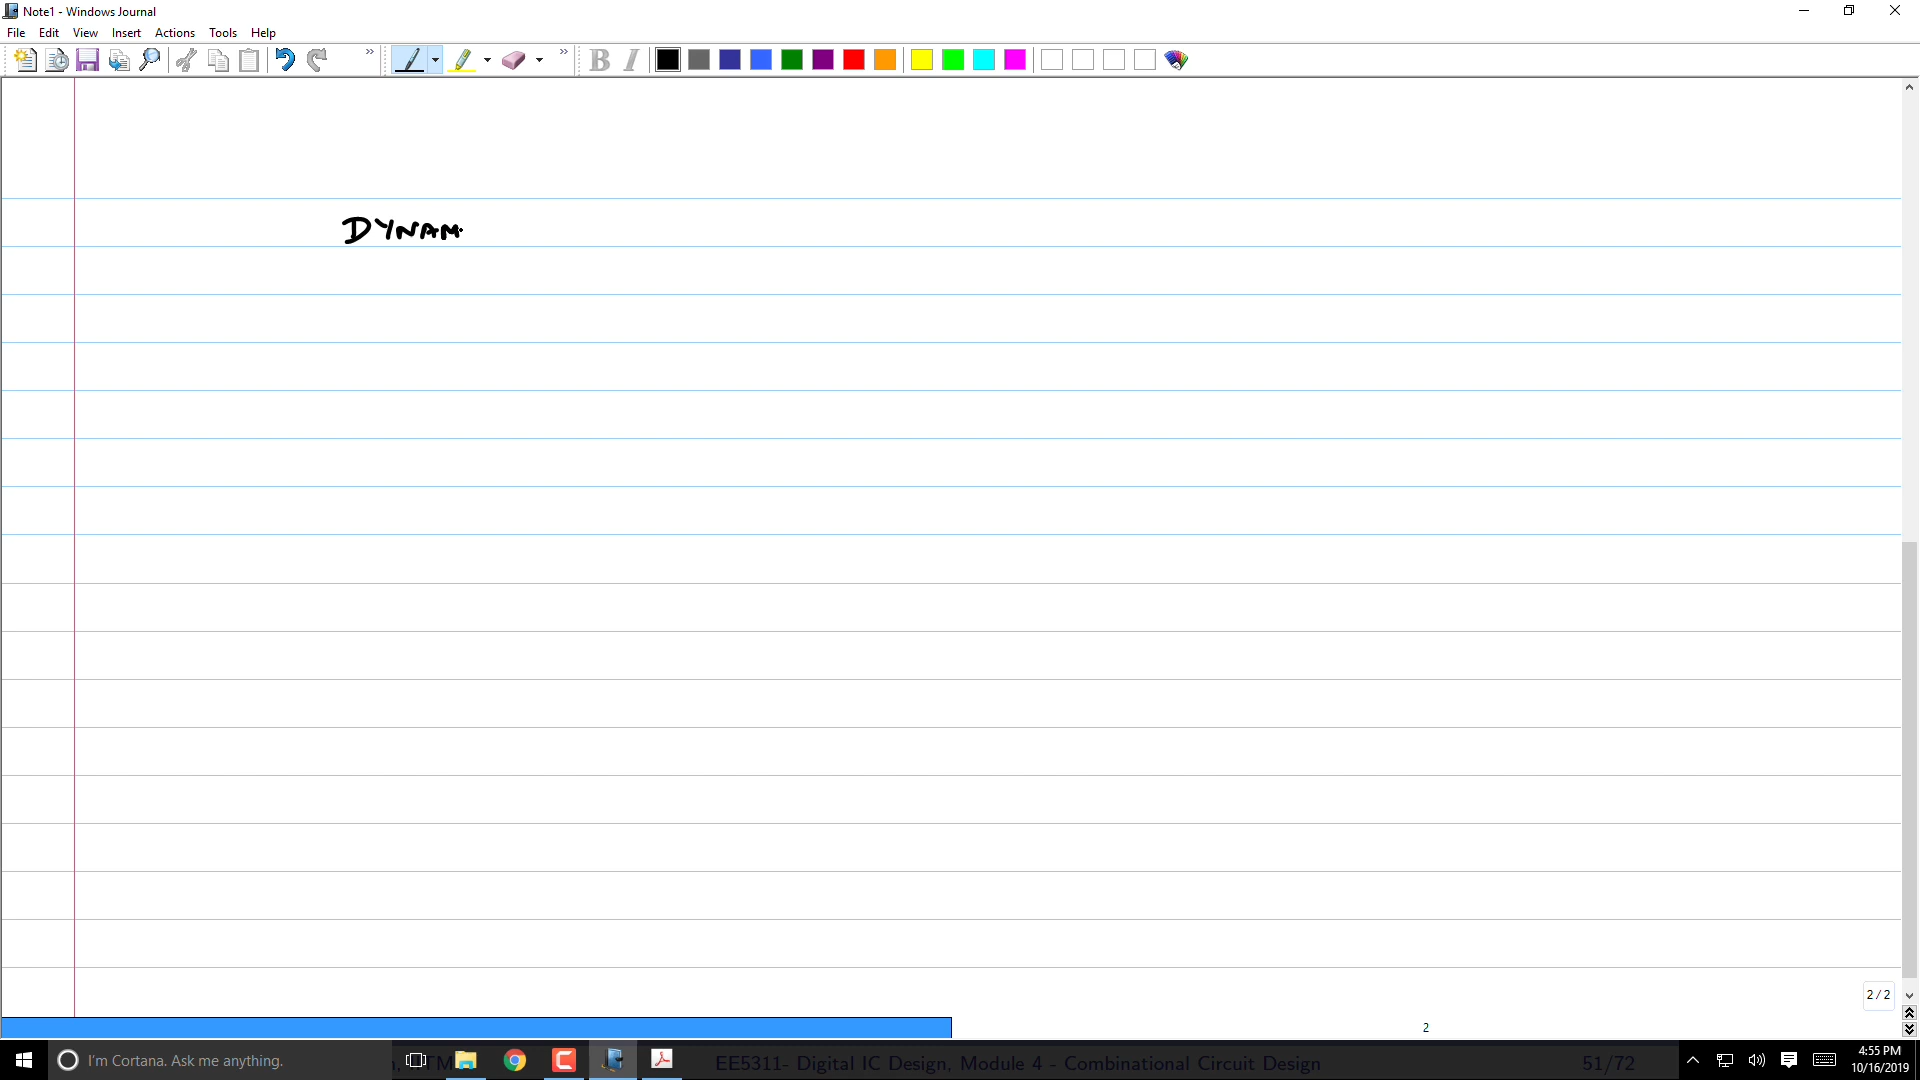 Note1 - Windows Journal
File Edit View Insert Actions Tools Help
B I
DYNAM
2 / 2
2
I'm Cortana. Ask me anything.
EE5311- Digital IC Design, Module 4 - Combinational Circuit Design 51/72
4:55 PM
10/16/2019